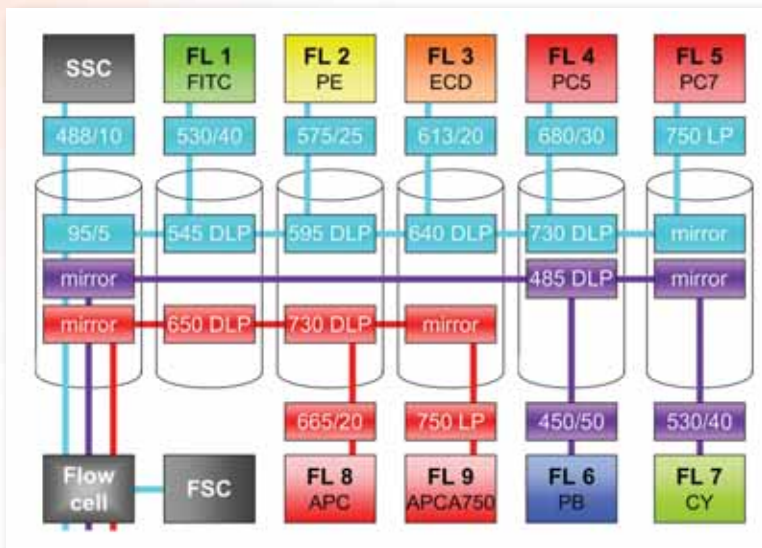 SSC
FL 1
FITC
FL 2
PE
FL 3
ECD
FL 4
PC5
FL 5
PC7
488/10
530/40
575/25
613/20
680/30
750 LP
95/5
545 DLP
595 DLP
640 DLP
730 DLP
mirror
mirror
485 DLP
mirror
mirror
650 DLP
730 DLP
mirror
665/20
750 LP
450/50
530/40
Flow
cell
FSC
FL 8
APC
FL 9
APCA750
FL 6
PB
FL 7
CY